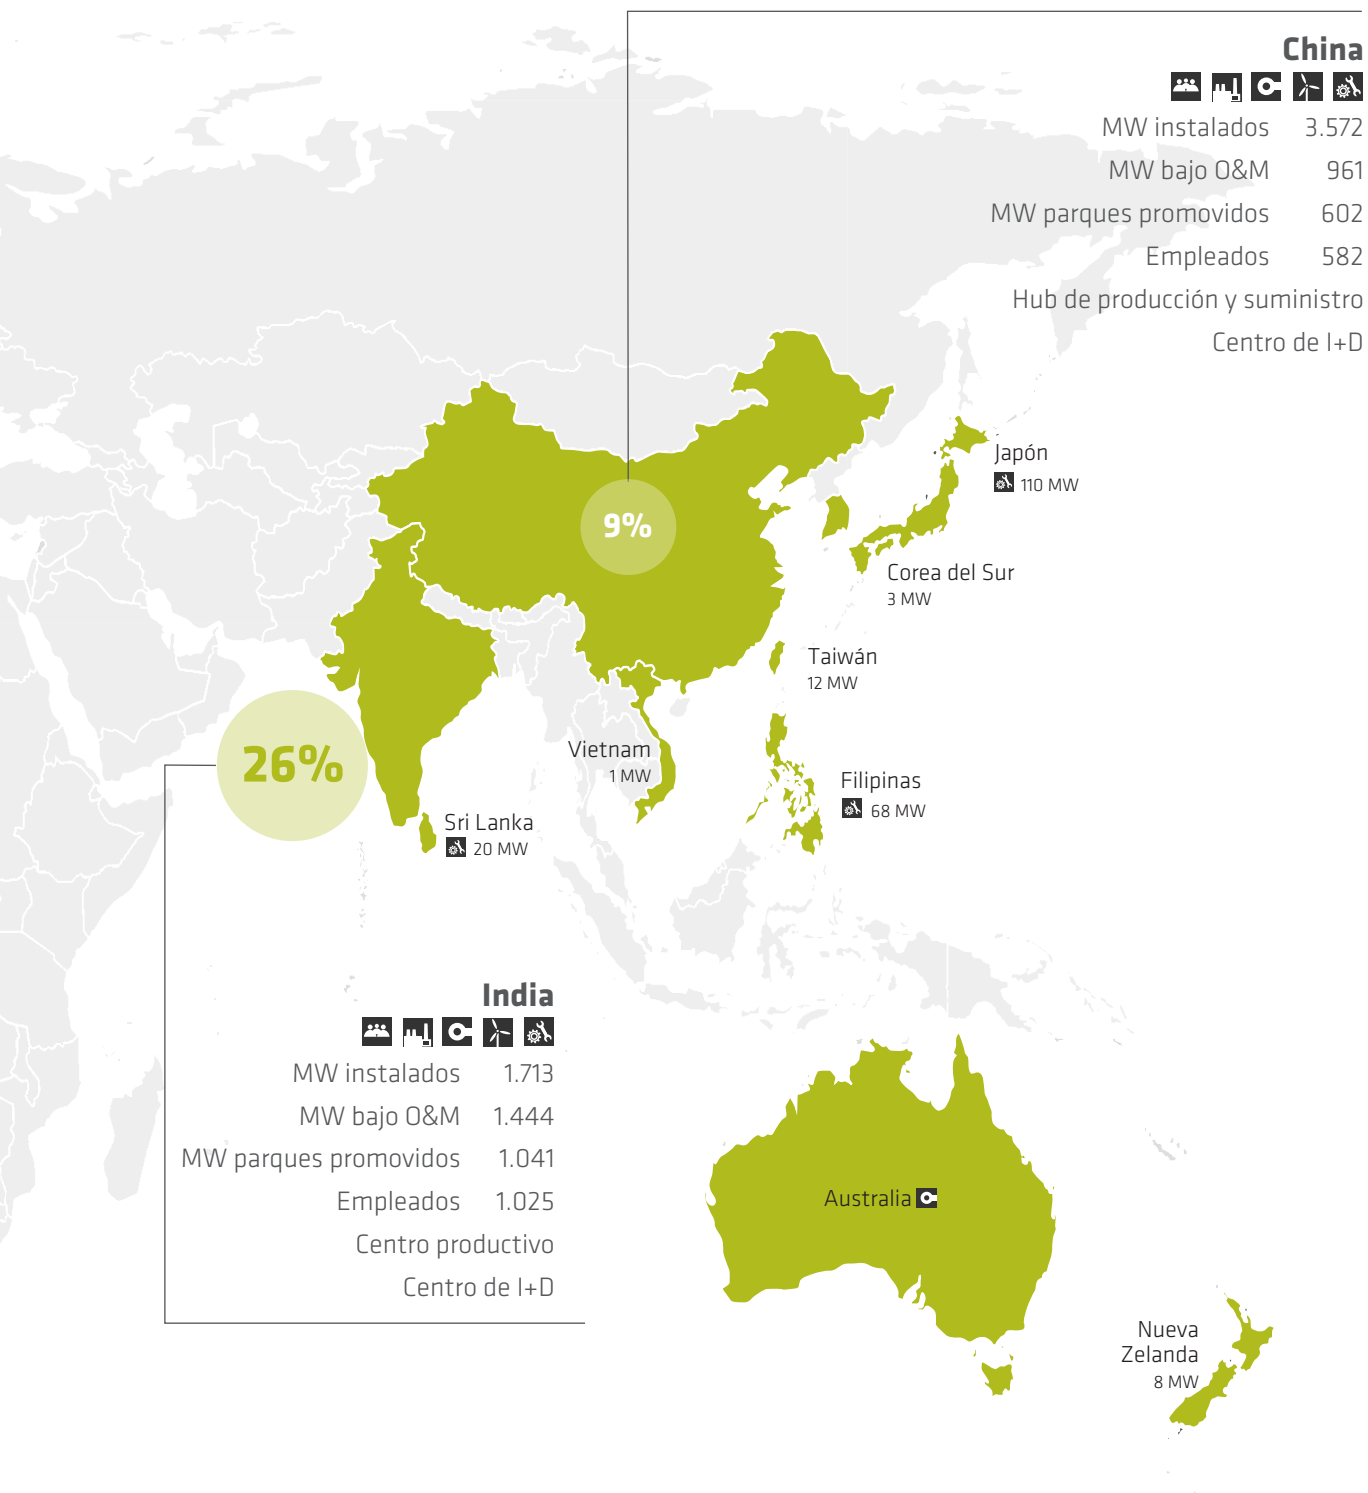 China
MW instalados 3.572
MW bajo O&M 961
MW parques promovidos 602
Empleados 582
Hub de producción y suministro
Centro de I+D
Japón
110 MW
9%
Corea del Sur
3 MW
Taiwán
12 MW
26%
Vietnam
1 MW
Filipinas
68 MW
Sri Lanka
20 MW
India
MW instalados 1.713
MW bajo O&M 1.444
MW parques promovidos 1.041
Empleados 1.025
Centro productivo
Centro de I+D
Australia
Nueva
Zelanda
8 MW